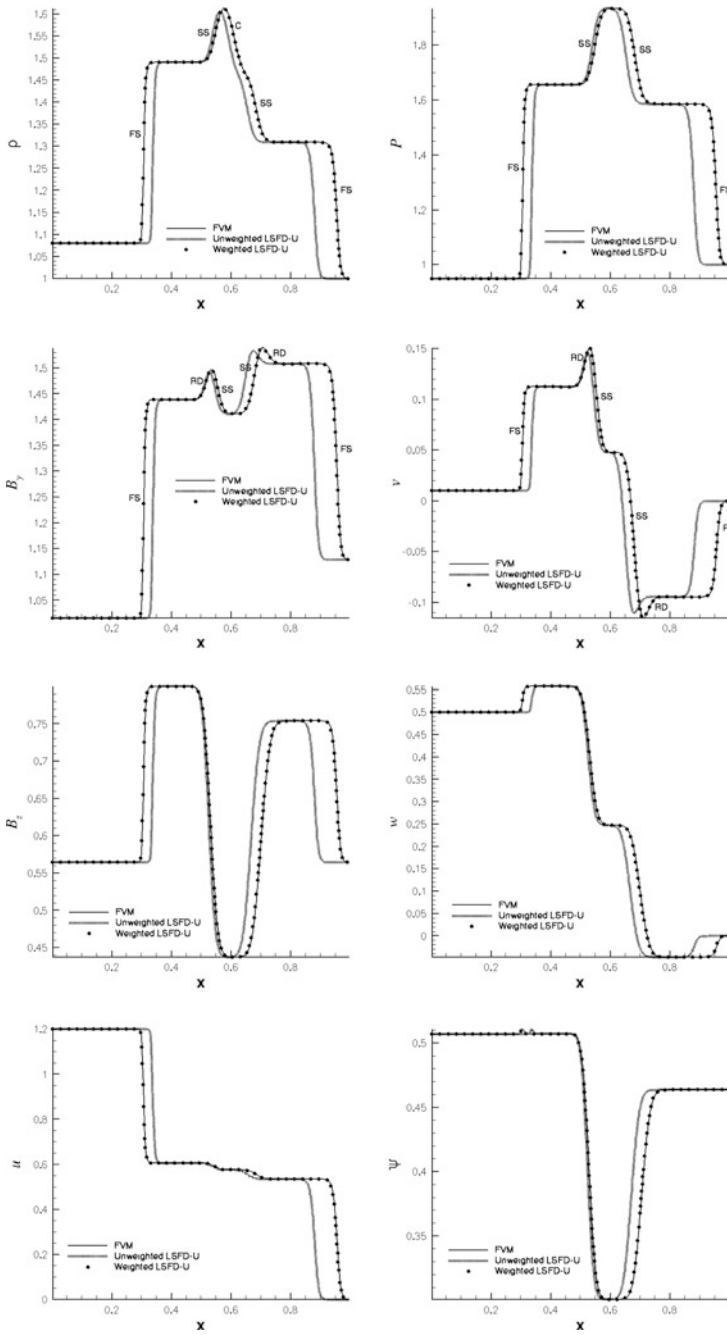 1.6
1.55
1.5
1.45
1.4
1.35
1.3
1.25
1.2
1.15
1.1
1.05
1
ρ
SS
C
SS
FS
FS
FVM
Unweighted LSFD-U
Weighted LSFD-U
0.2
0.4
0.6
0.8
X
1.8
1.6
1.4
1.2
1
P
SS
SS
FS
FS
FVM
Unweighted LSFD-U
Weighted LSFD-U
0.2
0.4
0.6
0.8
X
1.5
1.45
1.4
1.35
1.3
1.25
1.2
1.15
1.1
1.05
By
RD
SS
SS
RD
FS
FS
FVM
Unweighted LSFD-U
Weighted LSFD-U
0.2
0.4
0.6
0.8
X
0.15
0.1
0.05
0
-0.05
-0.1
v
RD
SS
FS
SS
RD
FVM
Unweighted LSFD-U
Weighted LSFD-U
0.2
0.4
0.6
0.8
X
0.75
0.7
0.65
0.6
0.55
0.5
0.45
Bz
FVM
Unweighted LSFD-U
Weighted LSFD-U
0.2
0.4
0.6
0.8
X
0.55
0.5
0.45
0.4
0.35
0.3
0.25
0.2
0.15
0.1
0.05
0
w
FVM
Unweighted LSFD-U
Weighted LSFD-U
0.2
0.4
0.6
0.8
X
1.2
1
0.8
0.6
0.4
0.2
0
u
FVM
Unweighted LSFD-U
Weighted LSFD-U
0.2
0.4
0.6
0.8
X
0.5
0.45
0.4
0.35
ψ
FVM
Unweighted LSFD-U
Weighted LSFD-U
0.2
0.4
0.6
0.8
X